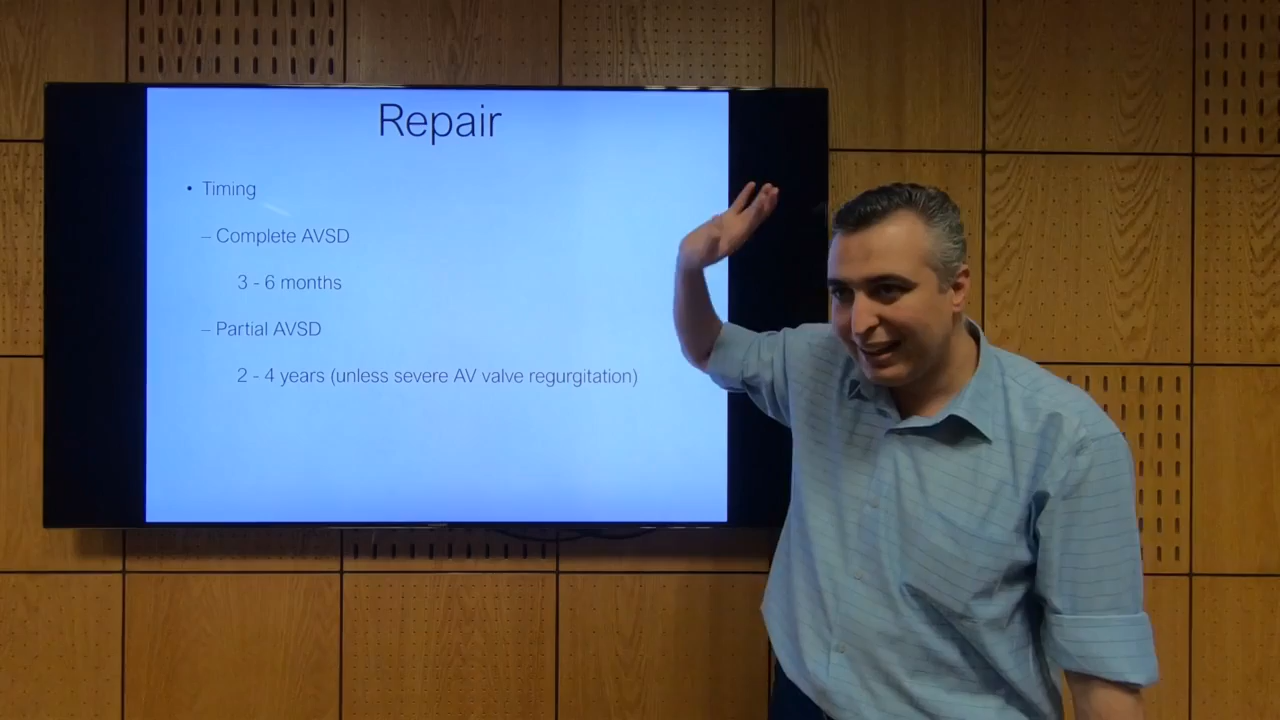 Repair
• Timing
– Complete AVSD
3 - 6 months
– Partial AVSD
2 - 4 years (unless severe AV valve regurgitation)